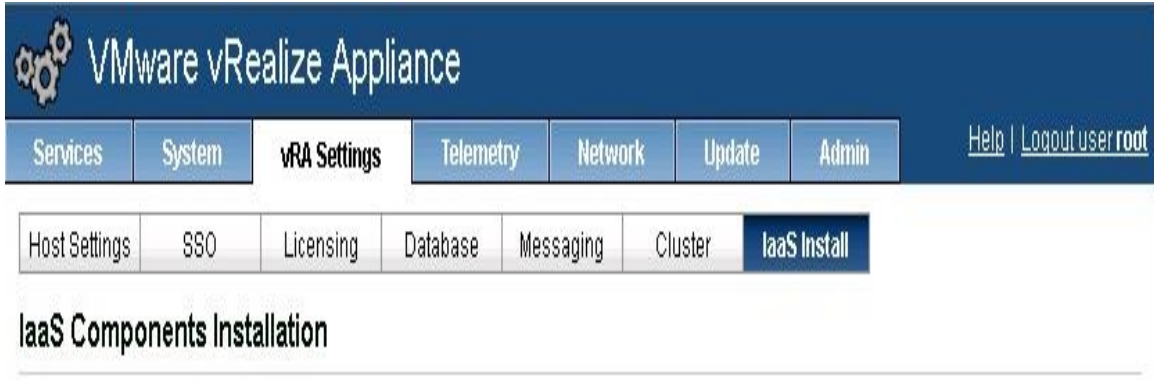 VMware vRealize Appliance
Services System vRA Settings Telemetry Network Update Admin Help | Logout user root
Host Settings SSO Licensing Database Messaging Cluster IaaS Install
IaaS Components Installation